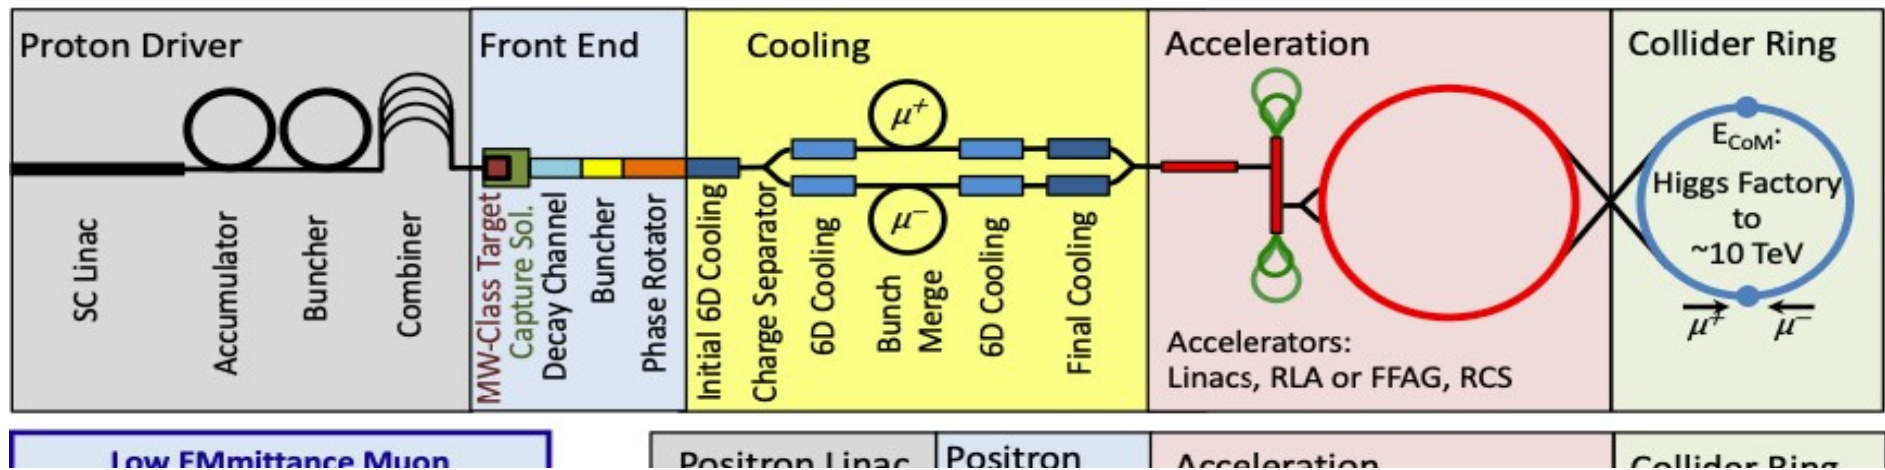 Proton Driver
Front End
Cooling
Acceleration
Collider Ring
μ+
μ−
E_CoM:
Higgs Factory
to
~10 TeV
μ+
μ−
SC Linac
Accumulator
Buncher
Combiner
MW-Class Target
Capture Sol.
Decay Channel
Buncher
Phase Rotator
Initial 6D Cooling
Charge Separator
6D Cooling
Bunch
Merge
6D Cooling
Final Cooling
Accelerators:
Linacs, RLA or FFAG, RCS
Low EMmittance Muon
Positron Linac
Positron
Acceleration
Collider Ring